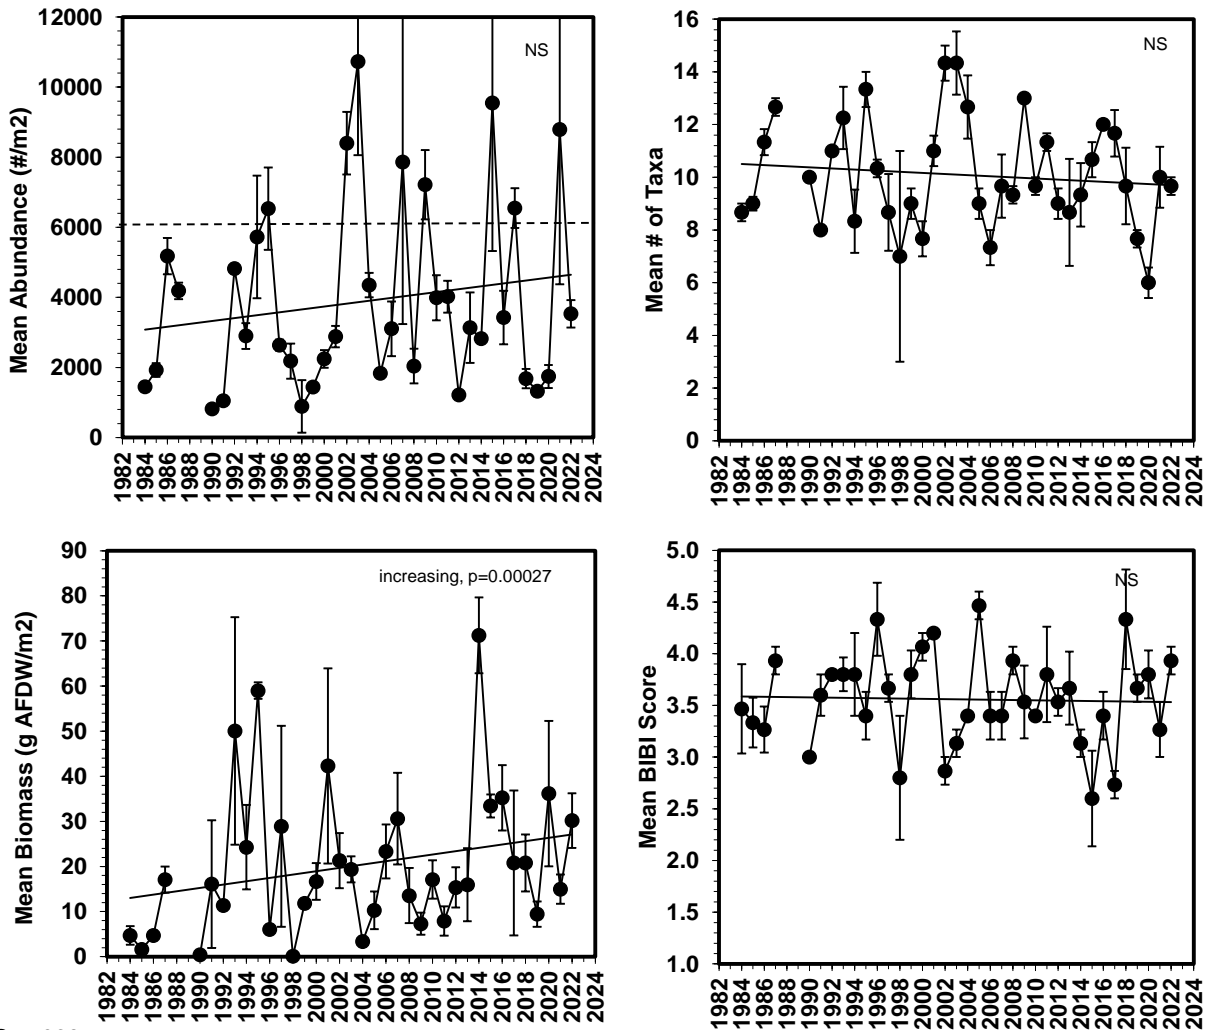 12000
10000
8000
6000
4000
2000
0
Mean Abundance (#/m2)
NS
1982 1984 1986 1988 1990 1992 1994 1996 1998 2000 2002 2004 2006 2008 2010 2012 2014 2016 2018 2020 2022 2024
16
14
12
10
8
6
4
2
0
Mean # of Taxa
NS
1982 1984 1986 1988 1990 1992 1994 1996 1998 2000 2002 2004 2006 2008 2010 2012 2014 2016 2018 2020 2022 2024
90
80
70
60
50
40
30
20
10
0
Mean Biomass (g AFDW/m2)
increasing, p=0.00027
1982 1984 1986 1988 1990 1992 1994 1996 1998 2000 2002 2004 2006 2008 2010 2012 2014 2016 2018 2020 2022 2024
5.0
4.5
4.0
3.5
3.0
2.5
2.0
1.5
1.0
Mean BIBI Score
NS
1982 1984 1986 1988 1990 1992 1994 1996 1998 2000 2002 2004 2006 2008 2010 2012 2014 2016 2018 2020 2022 2024